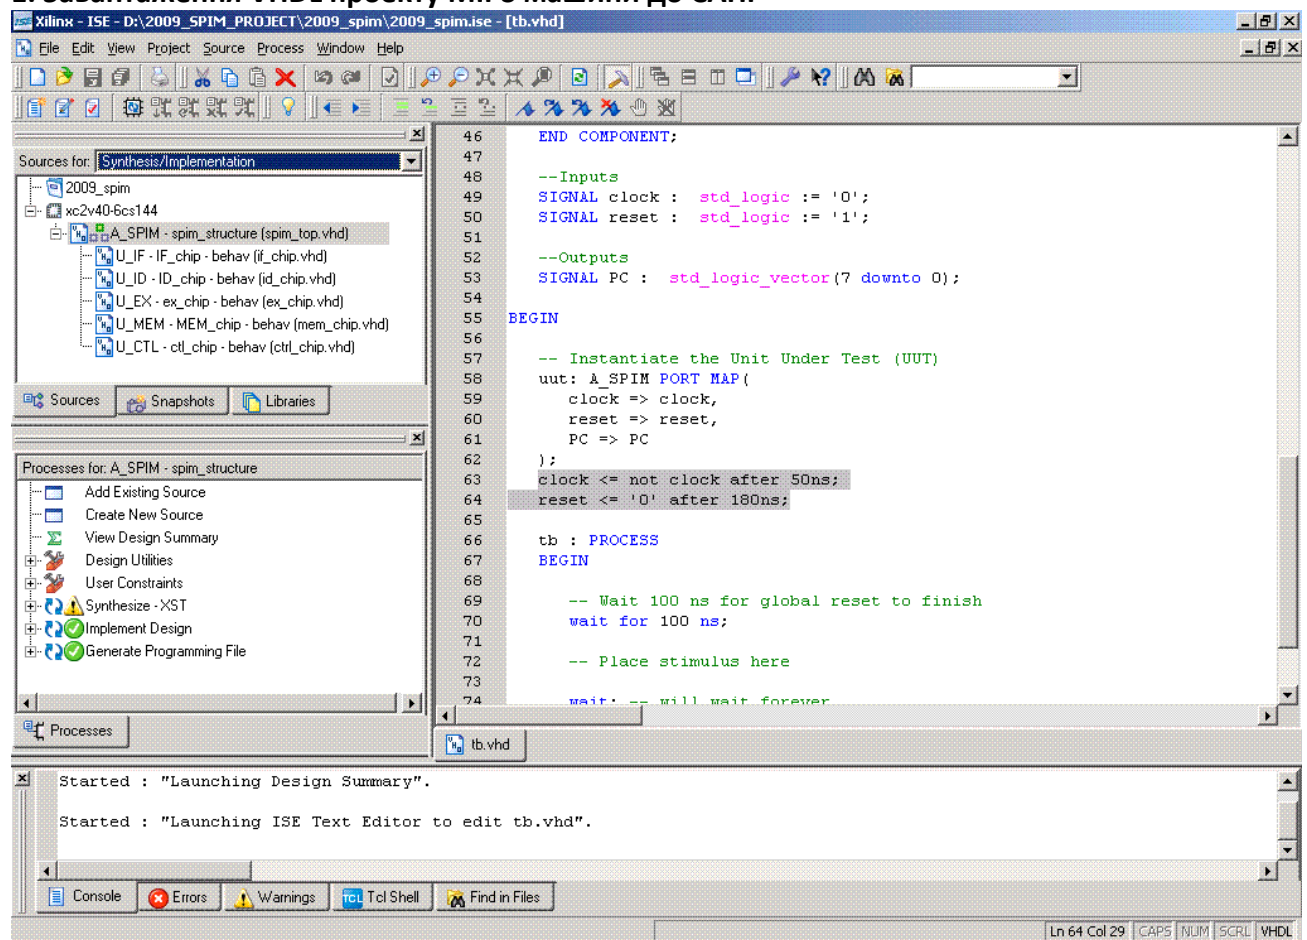 Xilinx - ISE - D:\2009_SPIM_PROJECT\2009_spim\2009_spim.ise - [tb.vhd]
File Edit View Project Source Process Window Help
Sources for: Synthesis/Implementation
2009_spim
xc2v40-6cs144
A_SPIM - spim_structure (spim_top.vhd)
U_IF - IF_chip - behav (if_chip.vhd)
U_ID - ID_chip - behav (id_chip.vhd)
U_EX - ex_chip - behav (ex_chip.vhd)
U_MEM - MEM_chip - behav (mem_chip.vhd)
U_CTL - ctl_chip - behav (ctrl_chip.vhd)
Sources Snapshots Libraries
Processes for: A_SPIM - spim_structure
Add Existing Source
Create New Source
View Design Summary
Design Utilities
User Constraints
Synthesize - XST
Implement Design
Generate Programming File
Processes
46 END COMPONENT;
47
48 --Inputs
49 SIGNAL clock : std_logic := '0';
50 SIGNAL reset : std_logic := '1';
51
52 --Outputs
53 SIGNAL PC : std_logic_vector(7 downto 0);
54
55 BEGIN
56
57 -- Instantiate the Unit Under Test (UUT)
58 uut: A_SPIM PORT MAP(
59 clock => clock,
60 reset => reset,
61 PC => PC
62 );
63 clock <= not clock after 50ns;
64 reset <= '0' after 180ns;
65
66 tb : PROCESS
67 BEGIN
68
69 -- Wait 100 ns for global reset to finish
70 wait for 100 ns;
71
72 -- Place stimulus here
73
74 wait; -- will wait forever
tb.vhd
Started : "Launching Design Summary".
Started : "Launching ISE Text Editor to edit tb.vhd".
Console Errors Warnings Tcl Shell Find in Files
Ln 64 Col 29 CAPS NUM SCRL VHDL